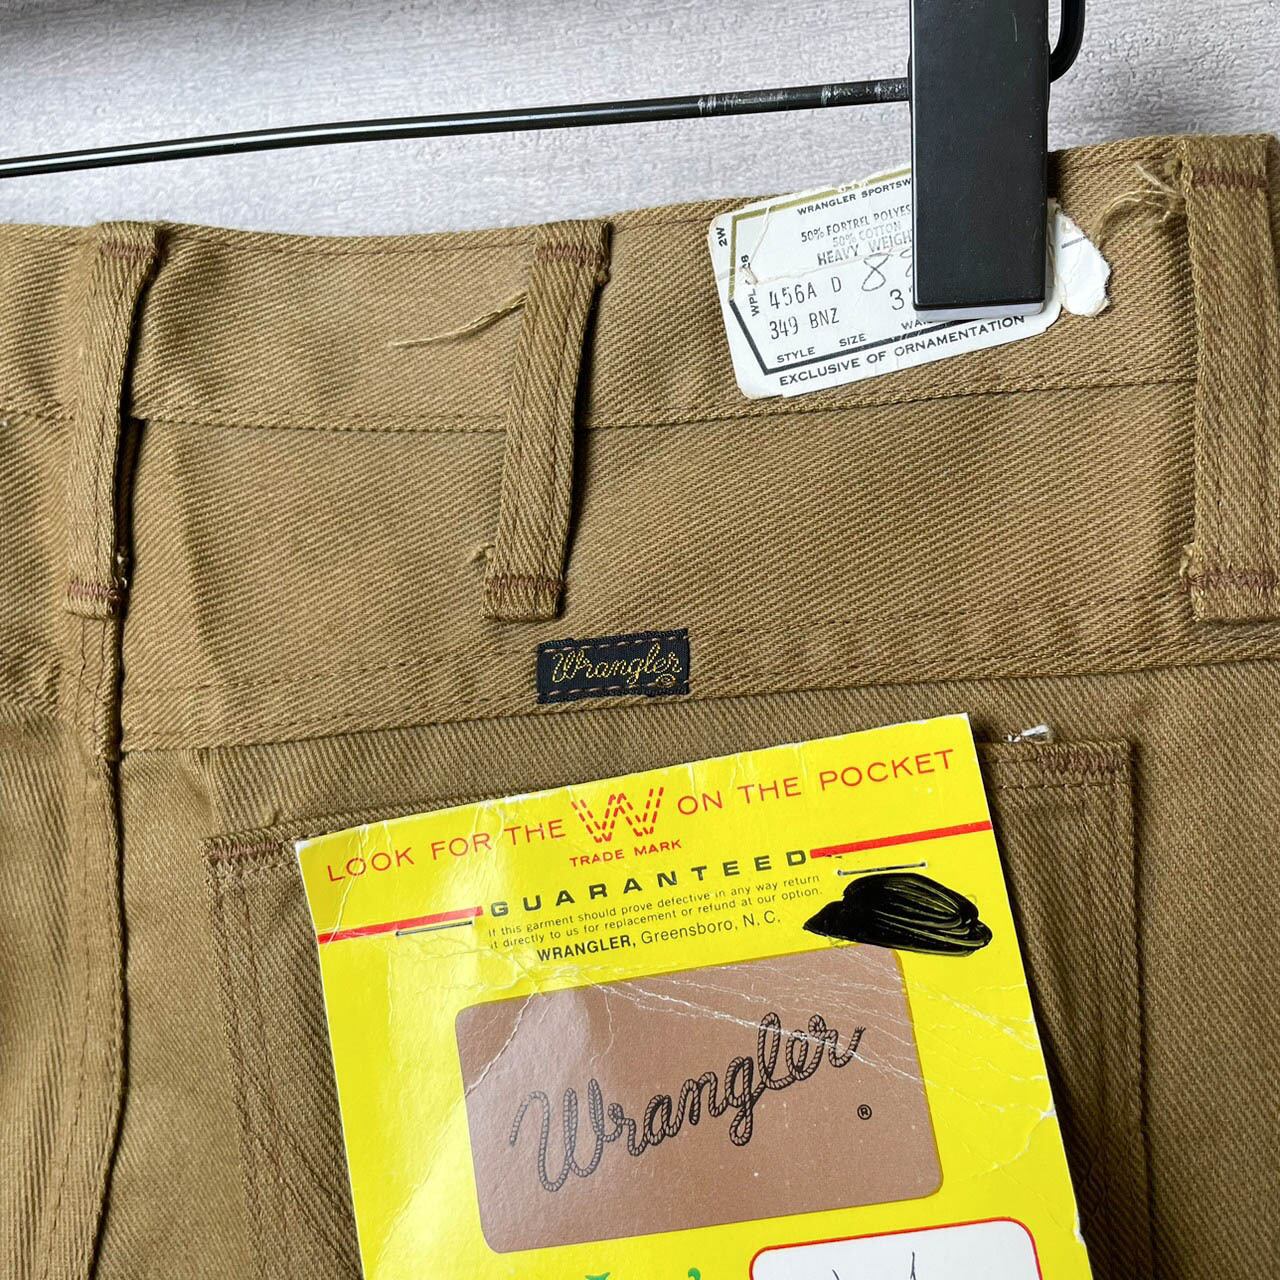 WRANGLER SPORTSW
50% FORTREL POLYES
50% COTTON
HEAVY WEIGH
2W
456A D
349 BNZ
STYLE SIZE
EXCLUSIVE OF ORNAMENTATION
Wrangler
LOOK FOR THE W ON THE POCKET
TRADE MARK
GUARANTEED
If this garment should prove defective in any way return
it directly to us for replacement or refund at our option.
WRANGLER, Greensboro, N. C.
Wrangler
®